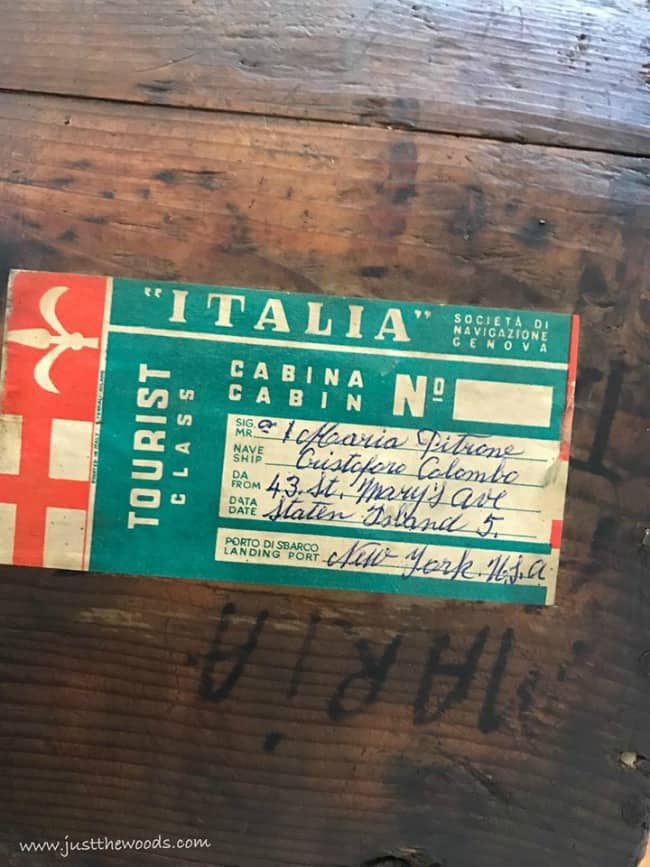 "ITALIA"
SOCIETÀ DI
NAVIGAZIONE
GENOVA
TOURIST
CLASS
CABINA
CABIN
Nº
SIG.
MR. a Maria Pitrone
NAVE
SHIP Cristoforo Colombo
DA
FROM 43. St. Mary's Ave
DATA
DATE Staten Island 5.
PORTO DI SBARCO
LANDING PORT New York. U.S.A.
MARIA
www.justthewoods.com